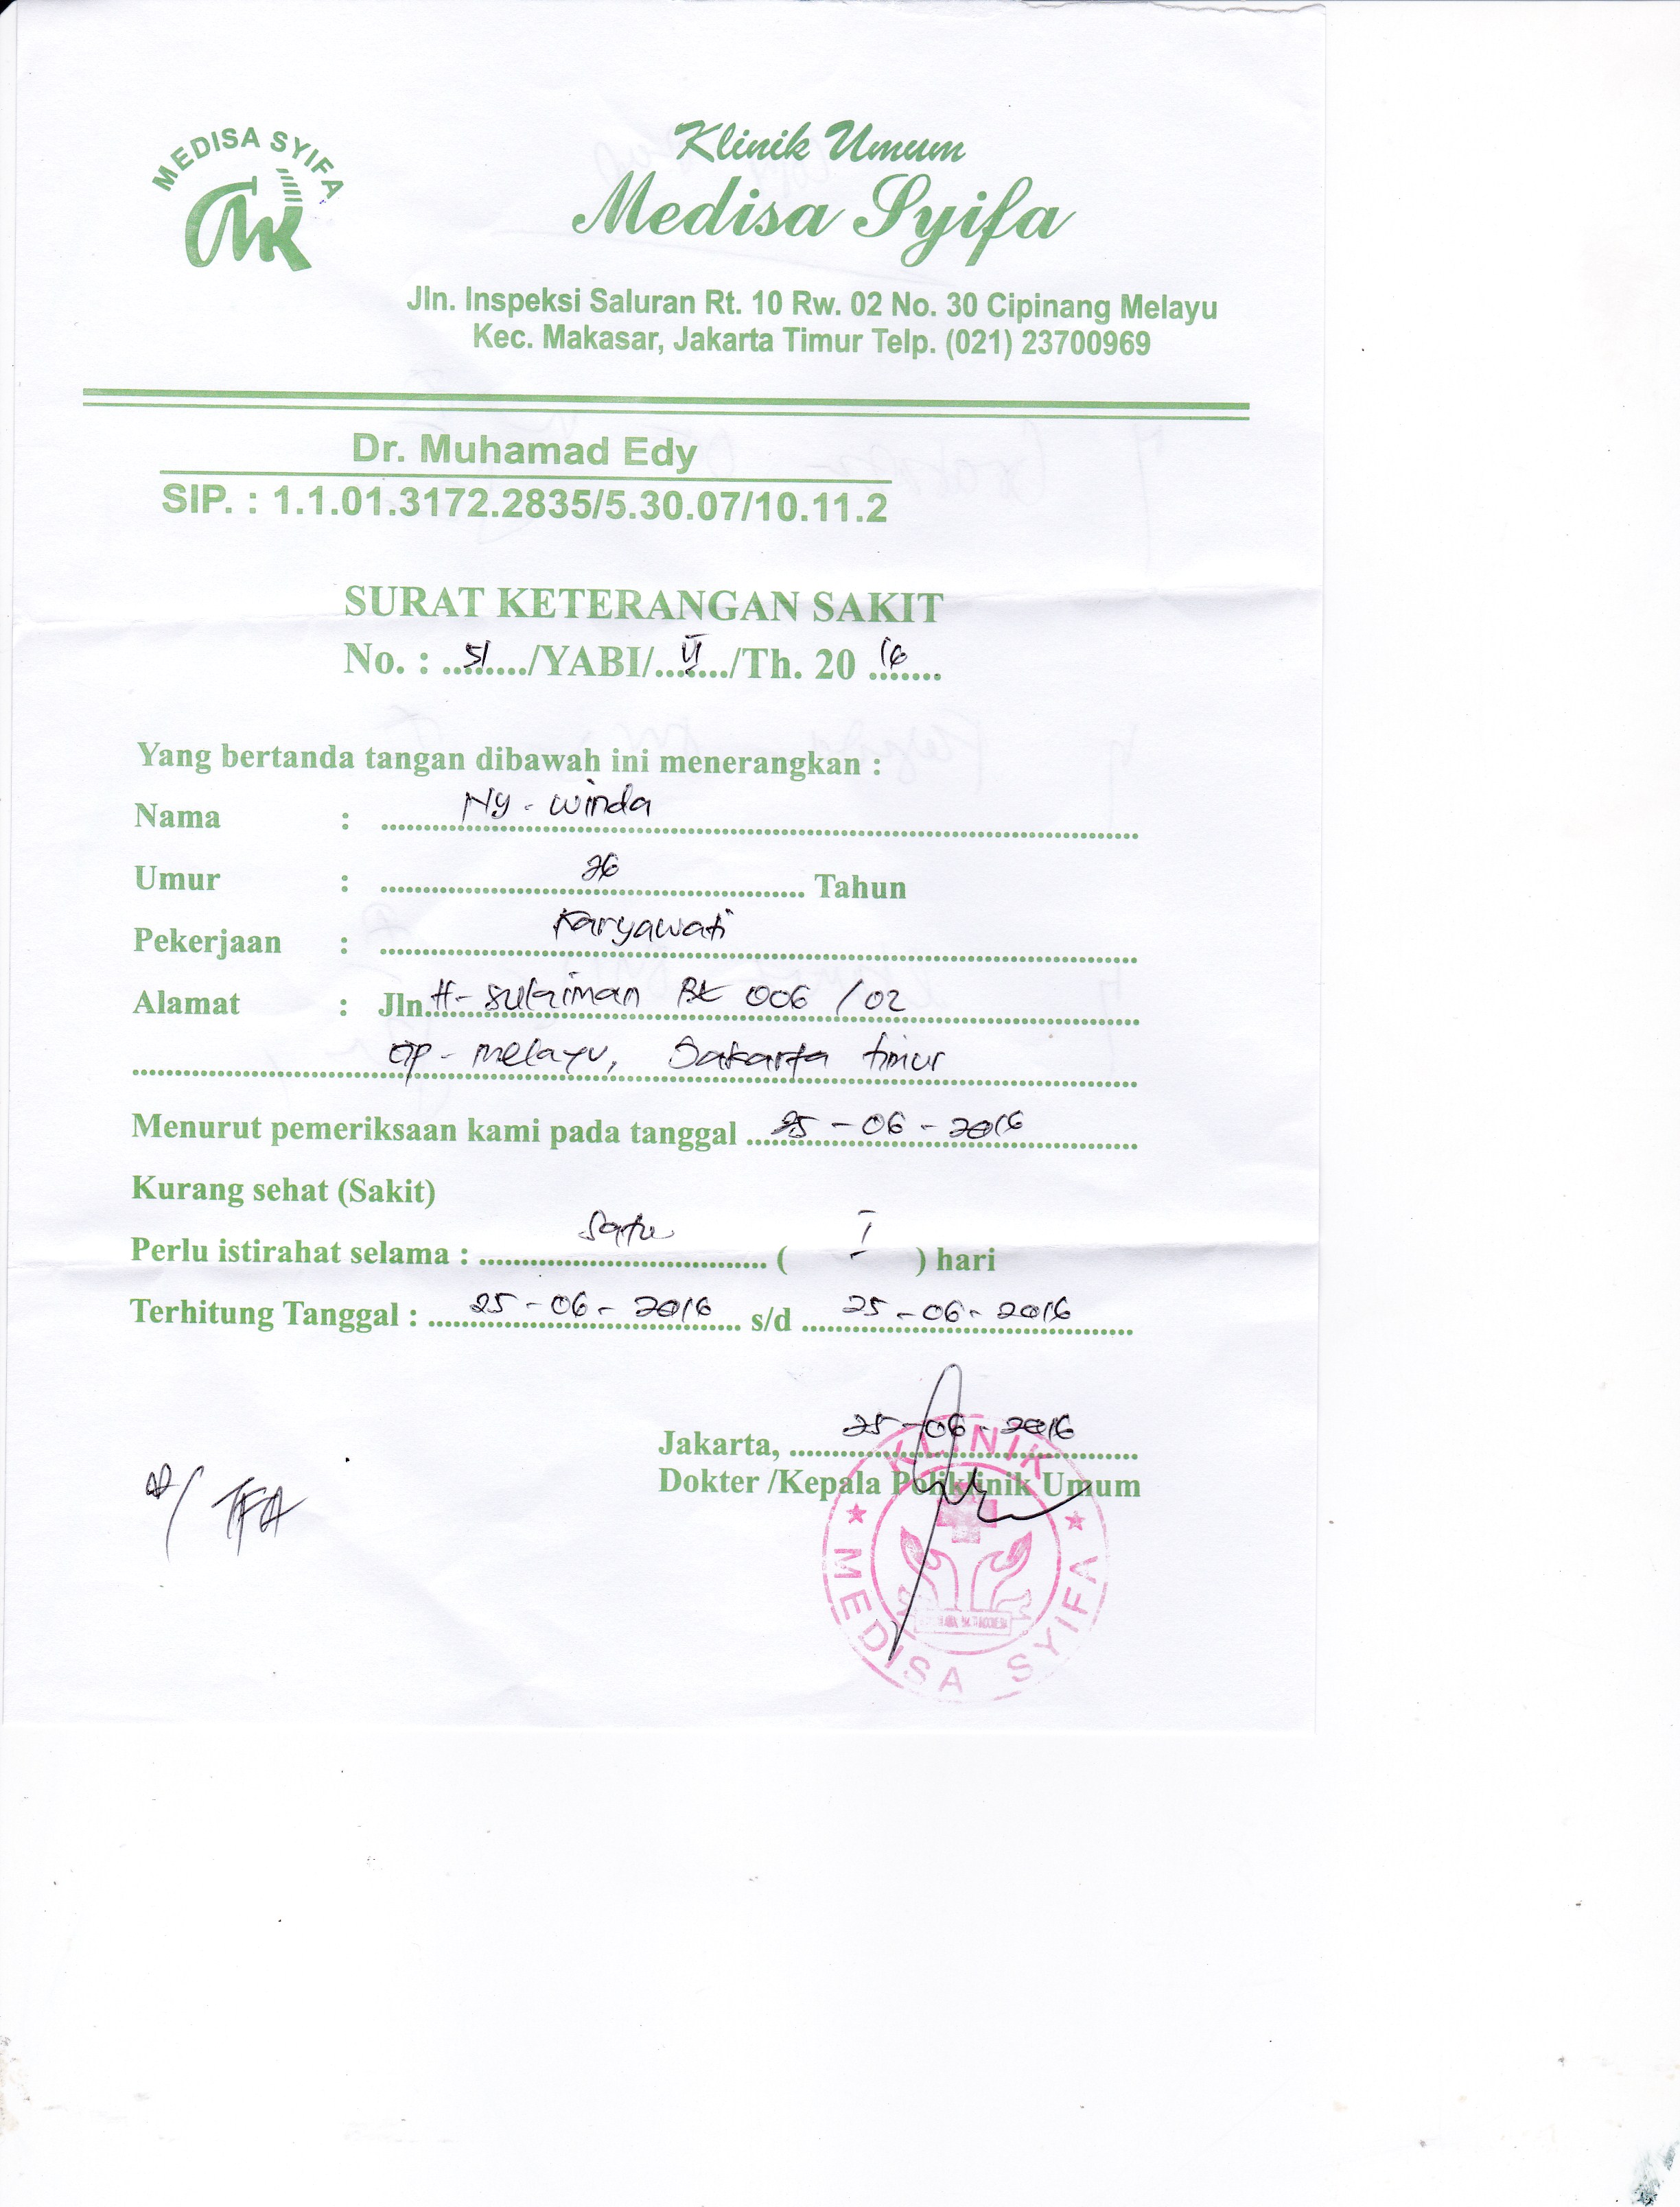 MEDISA SYIFA
Klinik Umum
Medisa Syifa
Jln. Inspeksi Saluran Rt. 10 Rw. 02 No. 30 Cipinang Melayu
Kec. Makasar, Jakarta Timur Telp. (021) 23700969
Dr. Muhamad Edy
SIP. : 1.1.01.3172.2835/5.30.07/10.11.2
SURAT KETERANGAN SAKIT
No. : ..51../YABI/..VI../Th. 20 16
Yang bertanda tangan dibawah ini menerangkan :
Nama : Ny. Winda
Umur : 26 Tahun
Pekerjaan : Karyawati
Alamat : Jln. H. Sulaiman Rt 006 / 02
Cip. Melayu, Jakarta Timur
Menurut pemeriksaan kami pada tanggal 25 - 06 - 2016
Kurang sehat (Sakit)
Perlu istirahat selama : Satu ( I ) hari
Terhitung Tanggal : 25 - 06 - 2016 s/d 25 - 06 - 2016
Jakarta, 25 - 06 - 2016
Dokter /Kepala Poliklinik Umum
KLINIK
MEDISA SYIFA